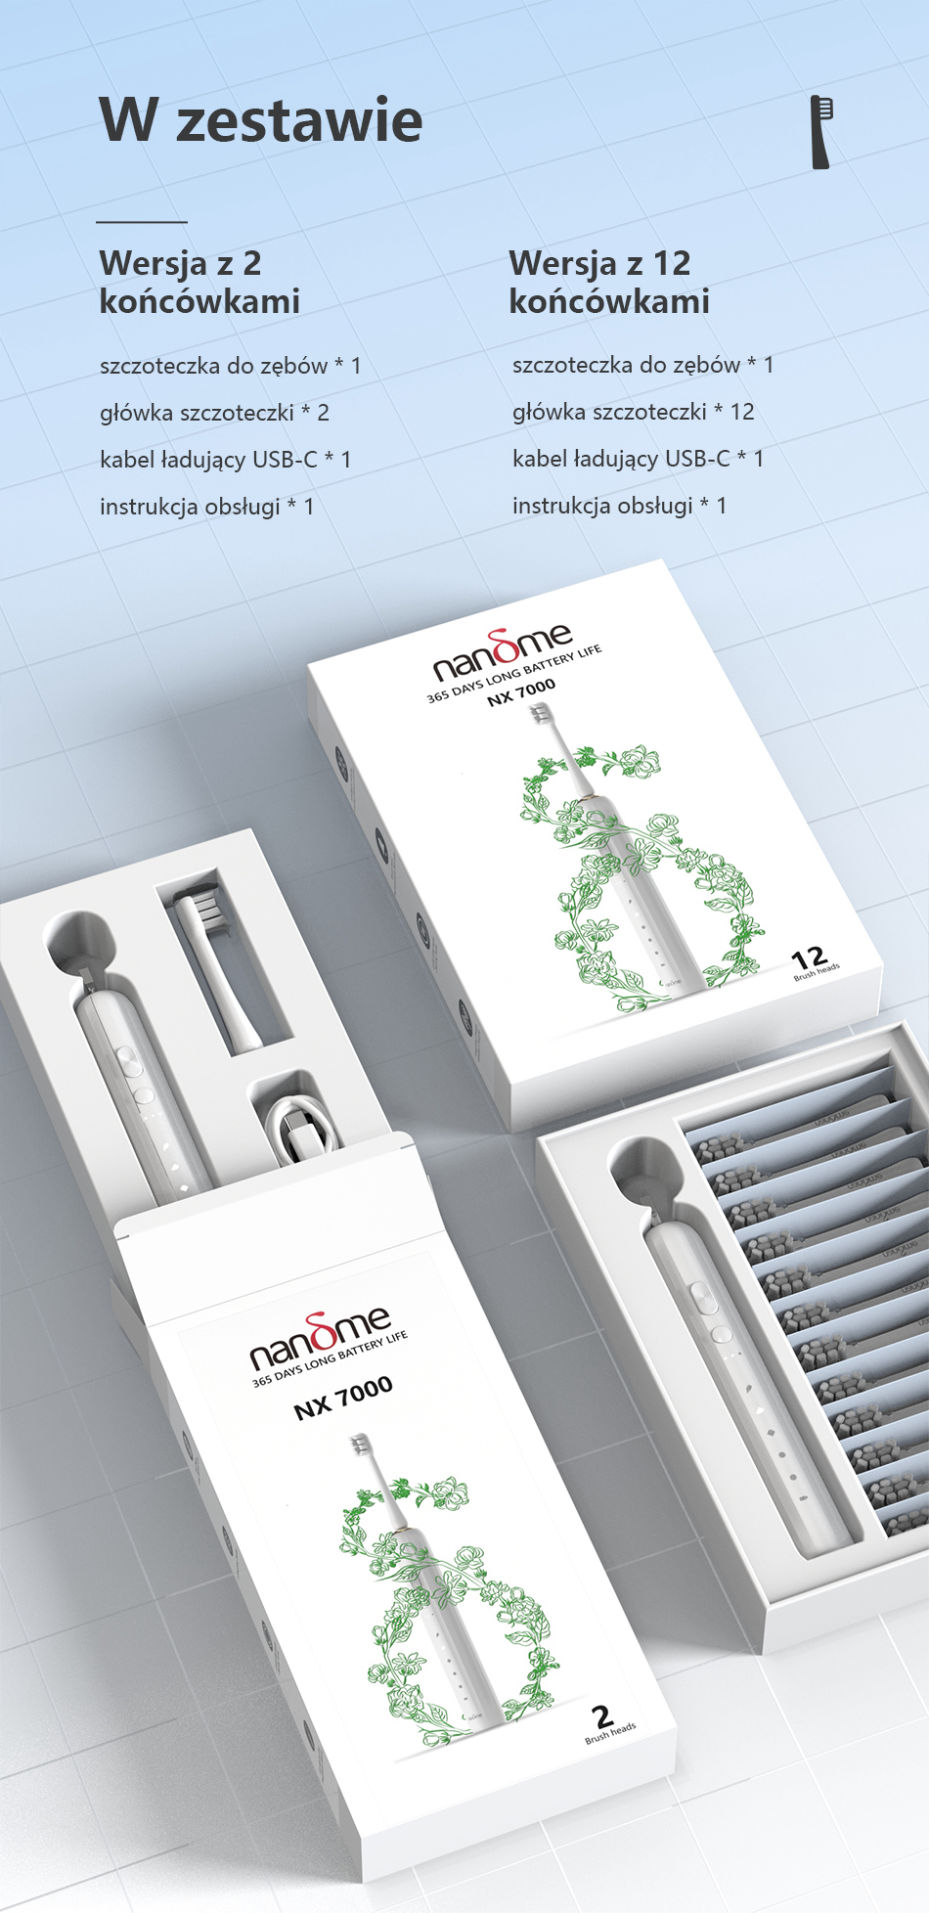 W zestawie
Wersja z 2
końcówkami
szczoteczka do zębów * 1
główka szczoteczki * 2
kabel ładujący USB-C * 1
instrukcja obsługi * 1
Wersja z 12
końcówkami
szczoteczka do zębów * 1
główka szczoteczki * 12
kabel ładujący USB-C * 1
instrukcja obsługi * 1
nanδme
365 DAYS LONG BATTERY LIFE
NX 7000
12
Brush heads
nanδme
365 DAYS LONG BATTERY LIFE
NX 7000
2
Brush heads